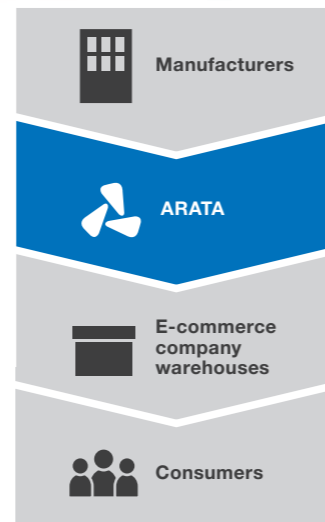 Manufacturers
ARATA
E-commerce
company
warehouses
Consumers